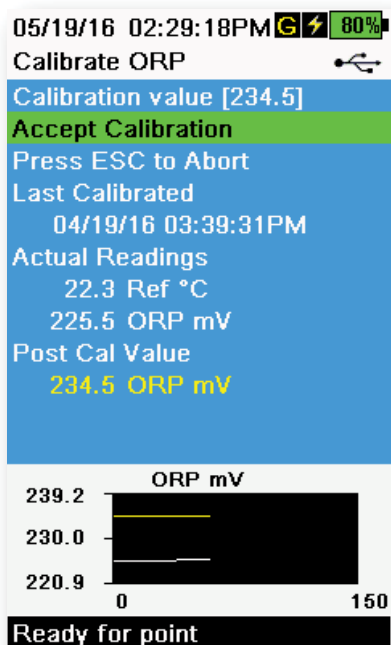 05/19/16 02:29:18PM G 80%
Calibrate ORP
Calibration value [234.5]
Accept Calibration
Press ESC to Abort
Last Calibrated
04/19/16 03:39:31PM
Actual Readings
22.3 Ref °C
225.5 ORP mV
Post Cal Value
234.5 ORP mV
ORP mV
239.2
230.0
220.9
0 150
Ready for point